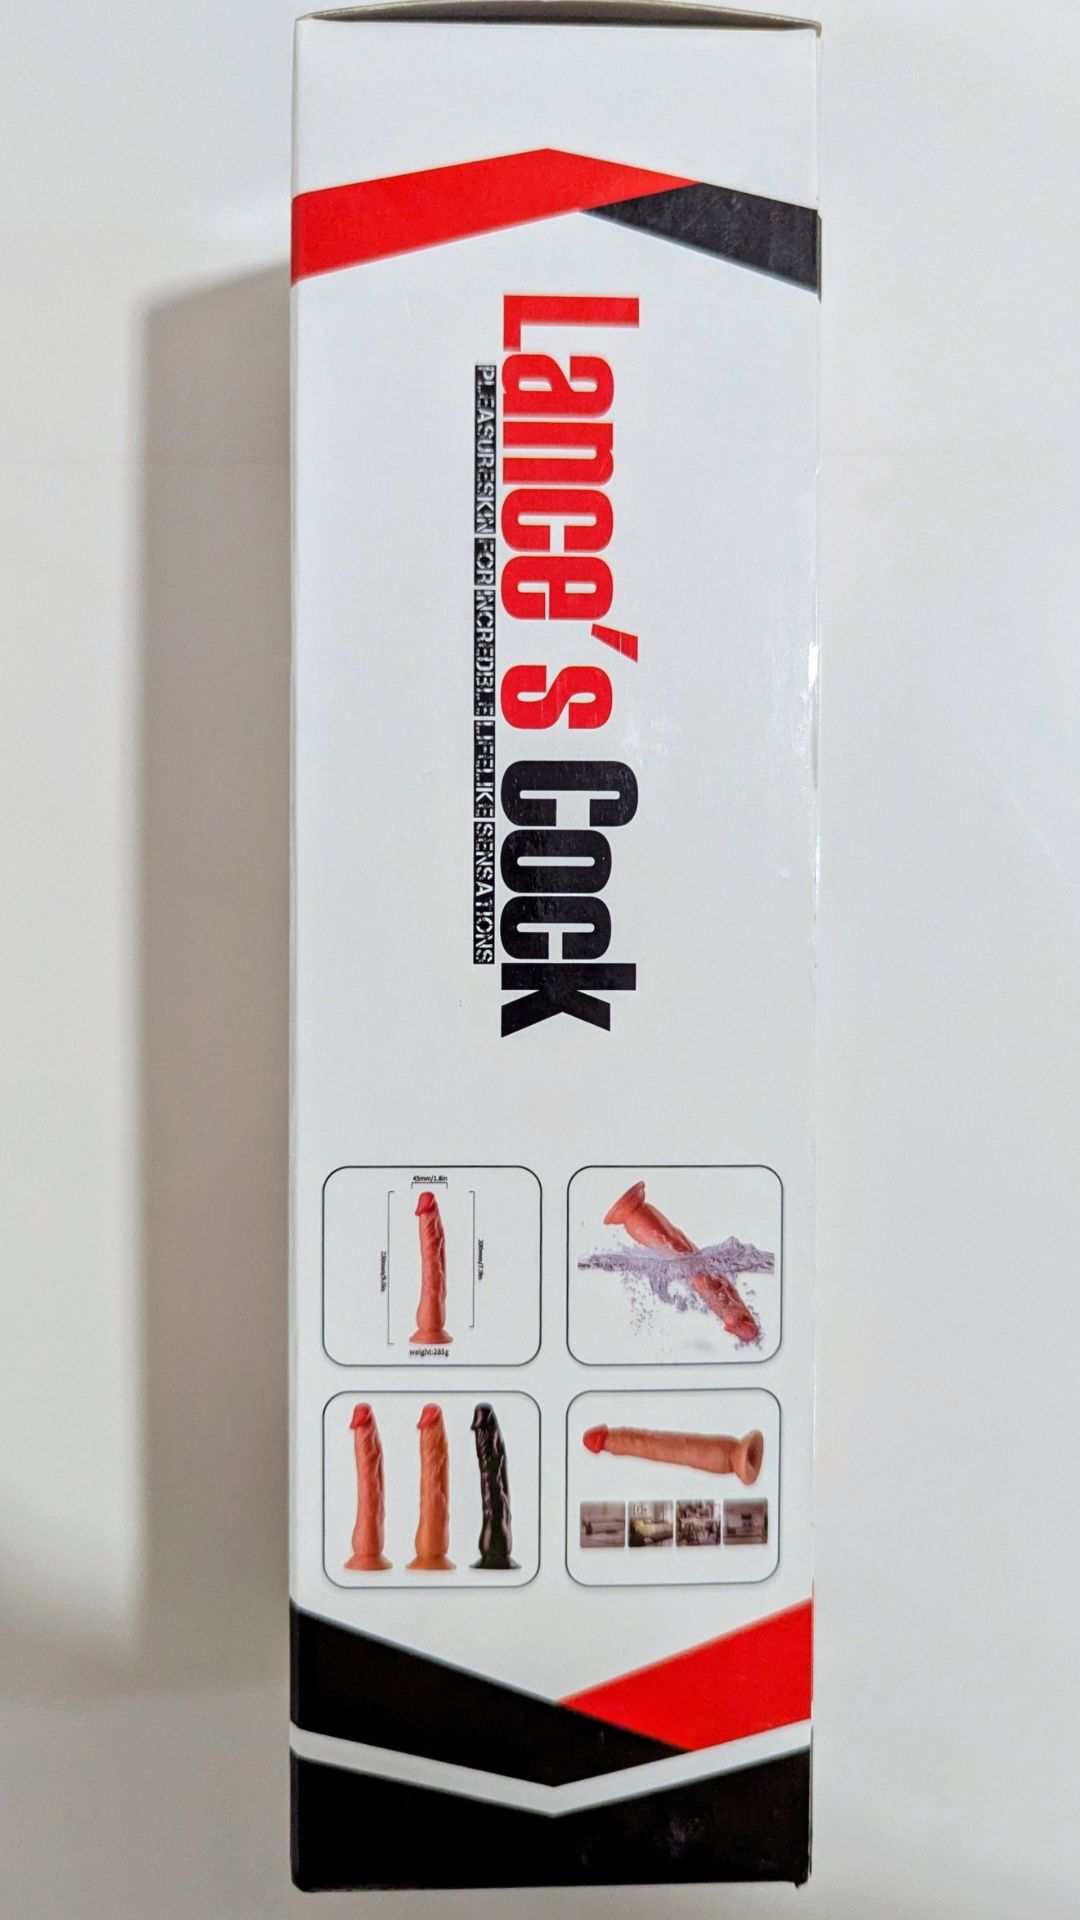 Lance's Cock
PLEASURESKIN FOR INCREDIBLE LIFELIKE SENSATIONS
45mm/1.8in
200mm/7.9in
230mm/9.0in
weight:285g